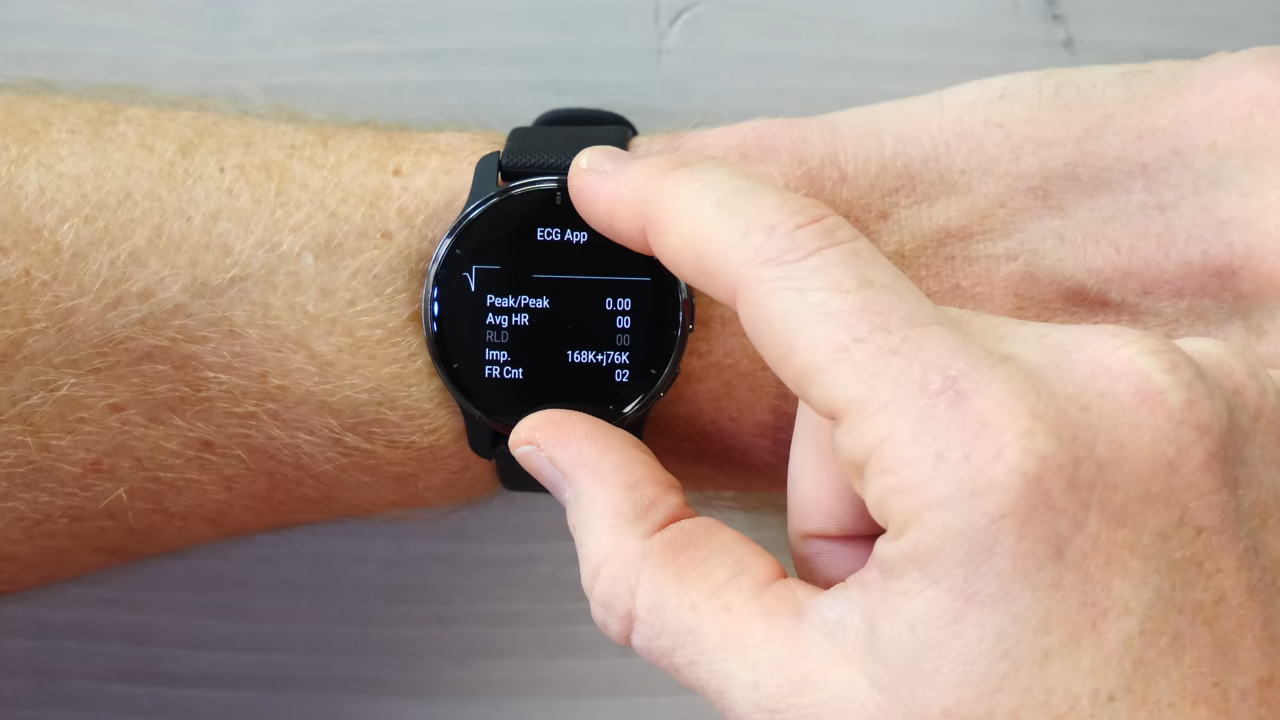 ECG App
Peak/Peak 0.00
Avg HR 00
RLD 00
Imp. 168K+j76K
FR Cnt 02